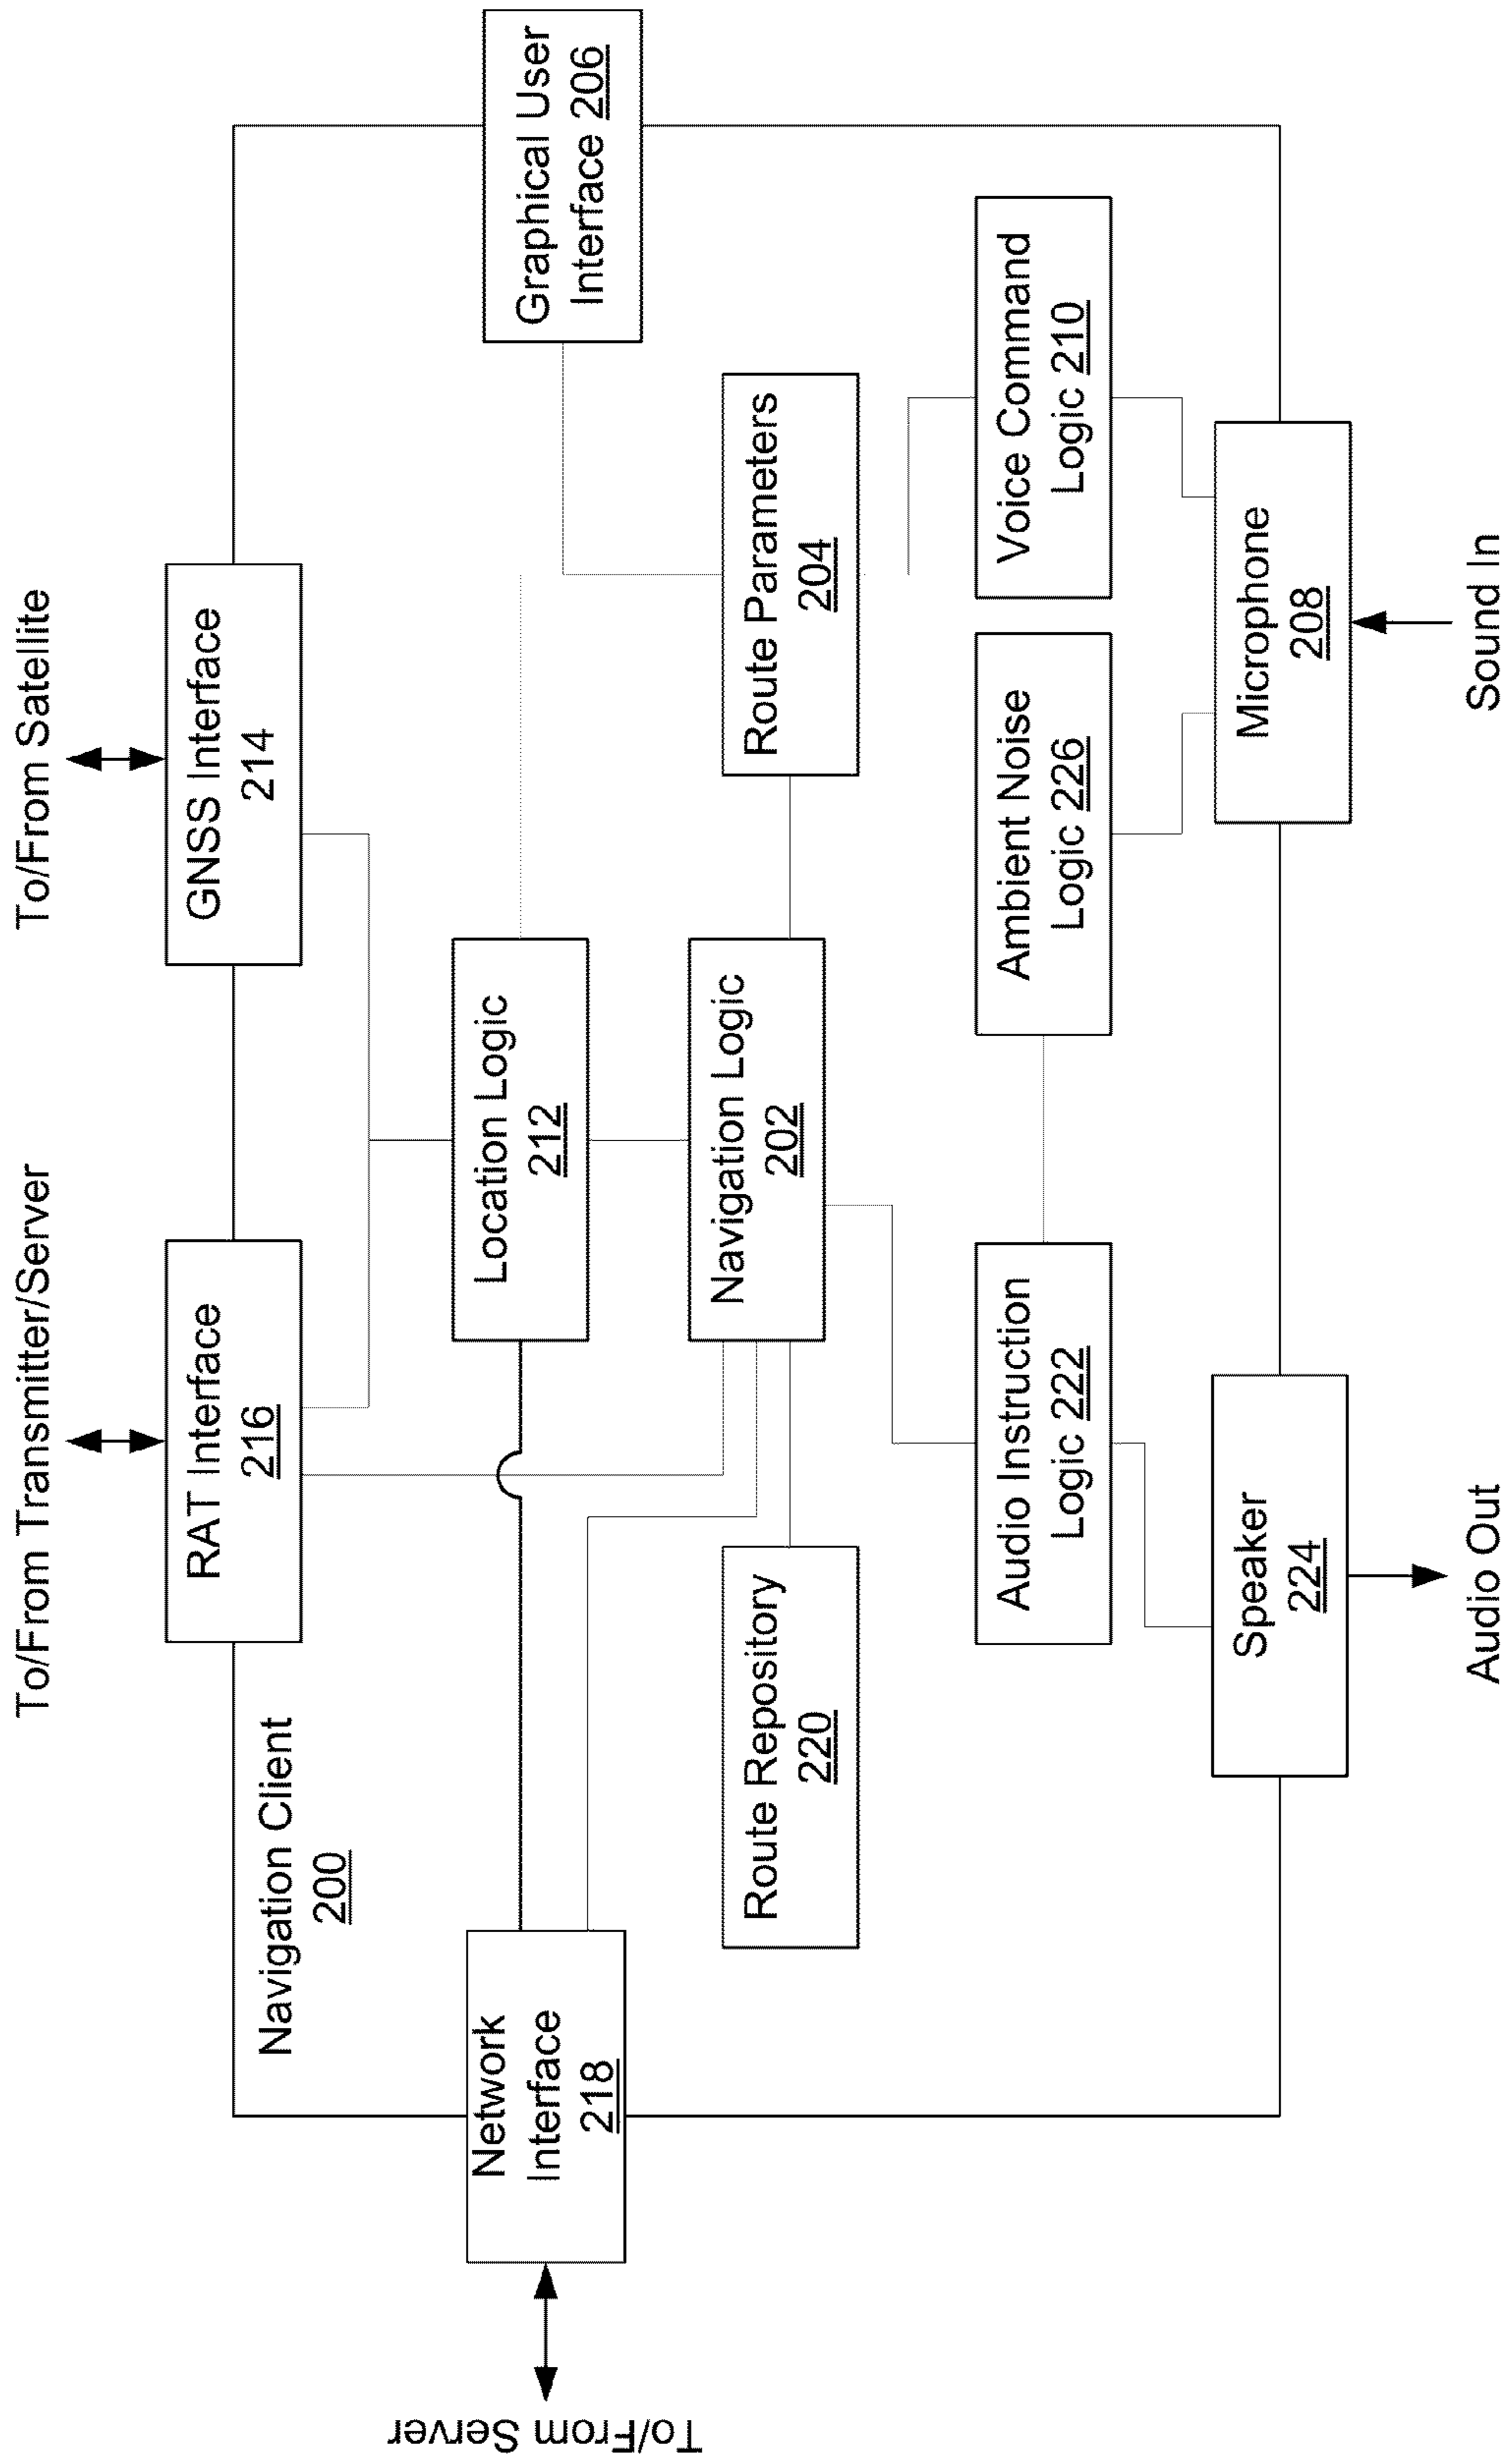 To/From Transmitter/Server
To/From Satellite
Navigation Client
200
RAT Interface
216
GNSS Interface
214
To/From Server
Network
Interface
218
Location Logic
212
Graphical User
Interface 206
Route Repository
220
Navigation Logic
202
Route Parameters
204
Audio Instruction
Logic 222
Ambient Noise
Logic 226
Voice Command
Logic 210
Speaker
224
Microphone
208
Audio Out
Sound In